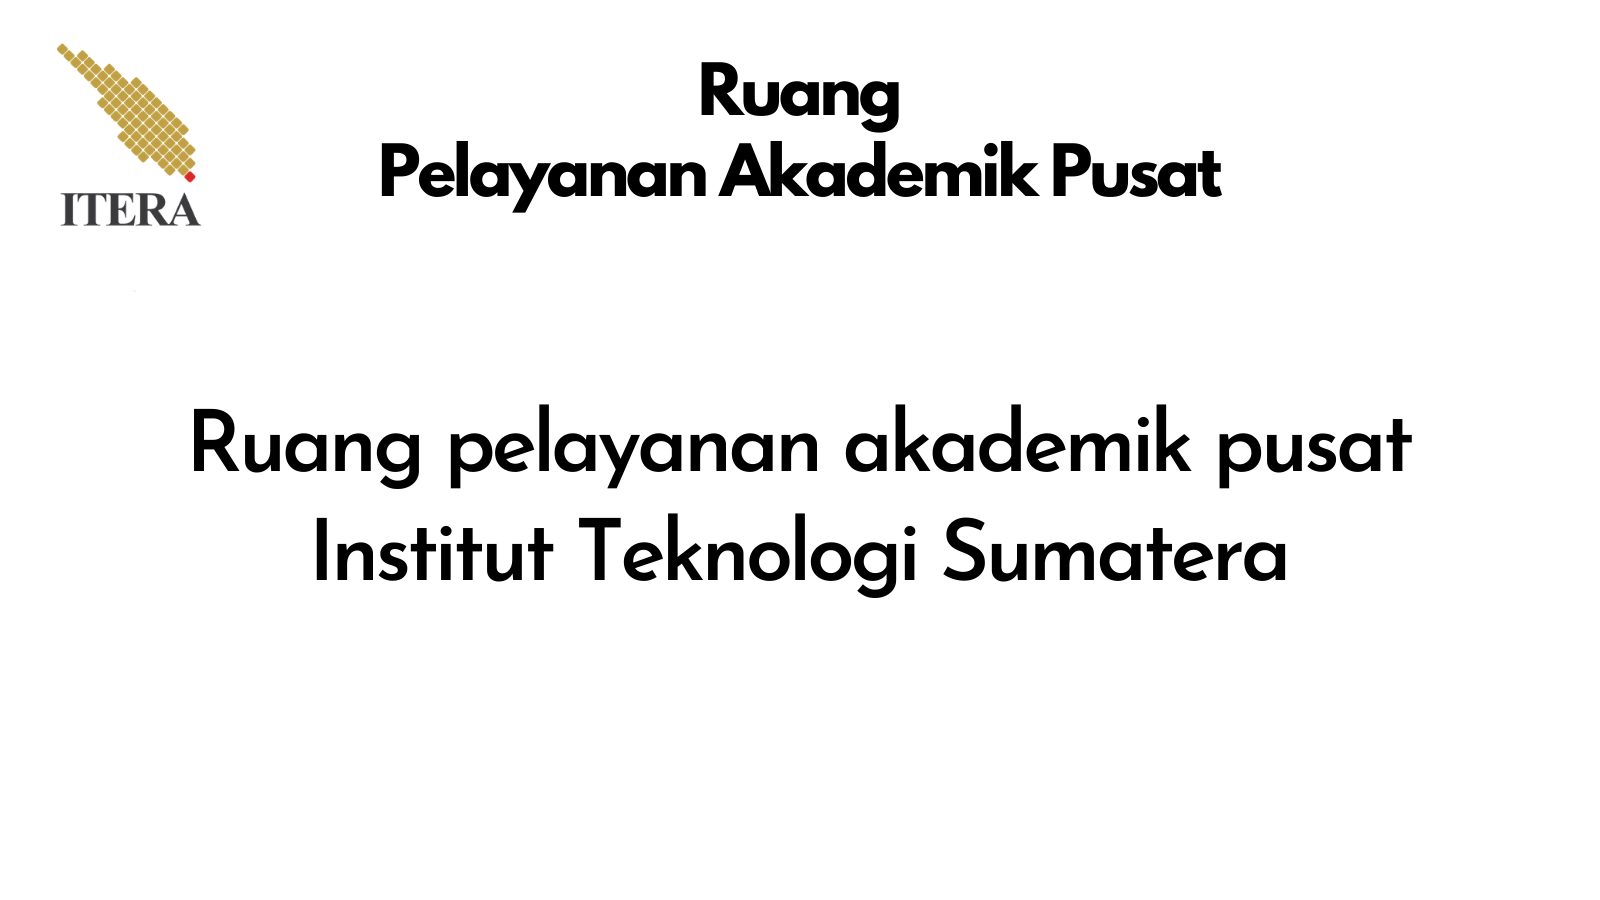 ITERA
Ruang
Pelayanan Akademik Pusat
Ruang pelayanan akademik pusat
Institut Teknologi Sumatera